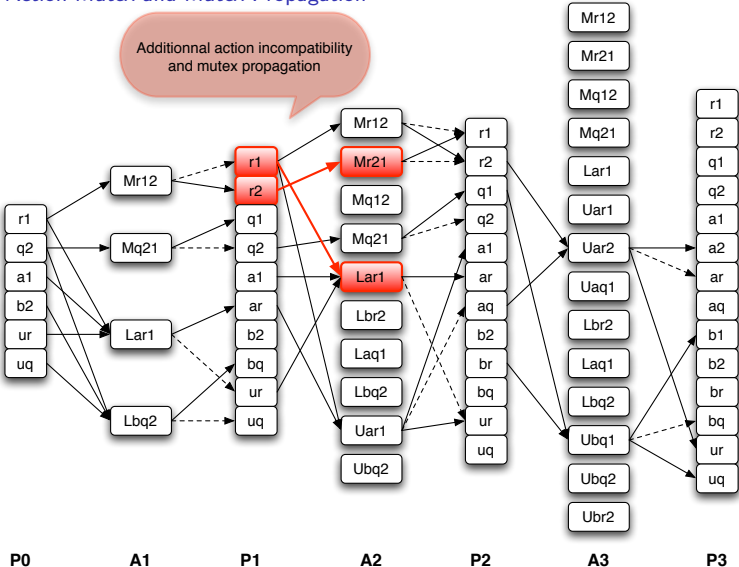 Action Mutex and Mutex Propagation
Additionnal action incompatibility
and mutex propagation
r1
q2
a1
b2
ur
uq
Mr12
Mq21
Lar1
Lbq2
r1
r2
q1
q2
a1
ar
b2
bq
ur
uq
Mr12
Mr21
Mq12
Mq21
Lar1
Lbr2
Laq1
Lbq2
Uar1
Ubq2
r1
r2
q1
q2
a1
ar
aq
b2
br
bq
ur
uq
Mr12
Mr21
Mq12
Mq21
Lar1
Uar1
Uar2
Uaq1
Lbr2
Laq1
Lbq2
Ubq1
Ubq2
Ubr2
r1
r2
q1
q2
a1
a2
ar
aq
b1
b2
br
bq
ur
uq
P0 A1 P1 A2 P2 A3 P3